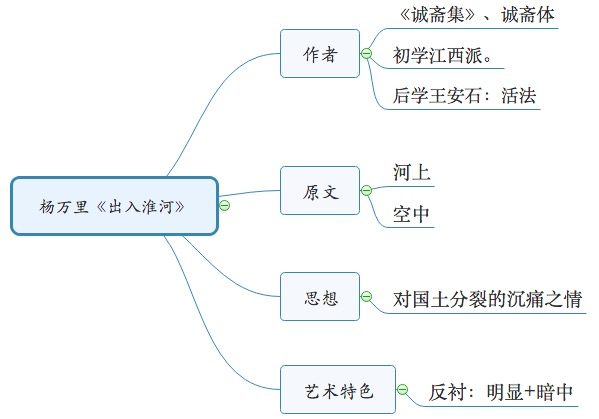 杨万里《出入淮河》
作者
《诚斋集》、诚斋体
初学江西派。
后学王安石：活法
原文
河上
空中
思想
对国土分裂的沉痛之情
艺术特色
反衬：明显+暗中